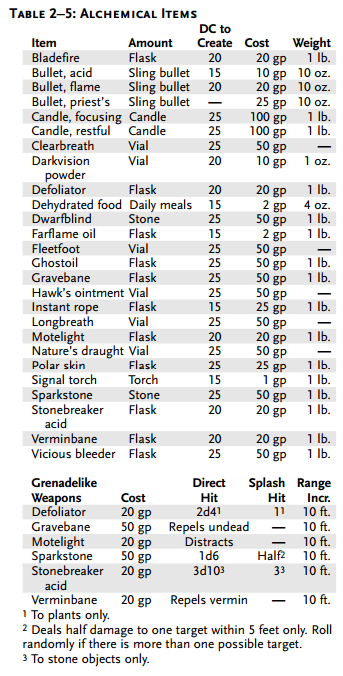 TABLE 2–5: ALCHEMICAL ITEMS
DC to
Item Amount Create Cost Weight
Bladefire Flask 20 20 gp 1 lb.
Bullet, acid Sling bullet 15 10 gp 10 oz.
Bullet, flame Sling bullet 20 20 gp 10 oz.
Bullet, priest's Sling bullet — 25 gp 10 oz.
Candle, focusing Candle 25 100 gp 1 lb.
Candle, restful Candle 25 100 gp 1 lb.
Clearbreath Vial 25 50 gp —
Darkvision Vial 20 10 gp 1 oz.
powder
Defoliator Flask 20 20 gp 1 lb.
Dehydrated food Daily meals 15 2 gp 4 oz.
Dwarfblind Stone 25 50 gp 1 lb.
Farflame oil Flask 15 2 gp 1 lb.
Fleetfoot Vial 25 50 gp —
Ghostoil Flask 25 50 gp 1 lb.
Gravebane Flask 25 50 gp 1 lb.
Hawk's ointment Vial 25 50 gp —
Instant rope Flask 15 25 gp 1 lb.
Longbreath Vial 25 50 gp —
Motelight Flask 20 20 gp 1 lb.
Nature's draught Vial 25 50 gp —
Polar skin Flask 25 25 gp 1 lb.
Signal torch Torch 15 1 gp 1 lb.
Sparkstone Stone 25 50 gp 1 lb.
Stonebreaker Flask 20 20 gp 1 lb.
acid
Verminbane Flask 20 20 gp 1 lb.
Vicious bleeder Flask 25 50 gp 1 lb.
Grenadelike Direct Splash Range
Weapons Cost Hit Hit Incr.
Defoliator 20 gp 2d4¹ 1¹ 10 ft.
Gravebane 50 gp Repels undead — 10 ft.
Motelight 20 gp Distracts — 10 ft.
Sparkstone 50 gp 1d6 Half² 10 ft.
Stonebreaker 20 gp 3d10³ 3³ 10 ft.
acid
Verminbane 20 gp Repels vermin — 10 ft.
1 To plants only.
2 Deals half damage to one target within 5 feet only. Roll
randomly if there is more than one possible target.
3 To stone objects only.